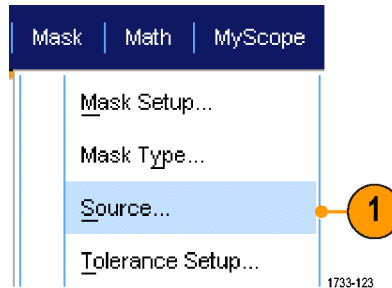 Mask Math MyScope
Mask Setup...
Mask Type...
Source...
1
Tolerance Setup...
1733-123